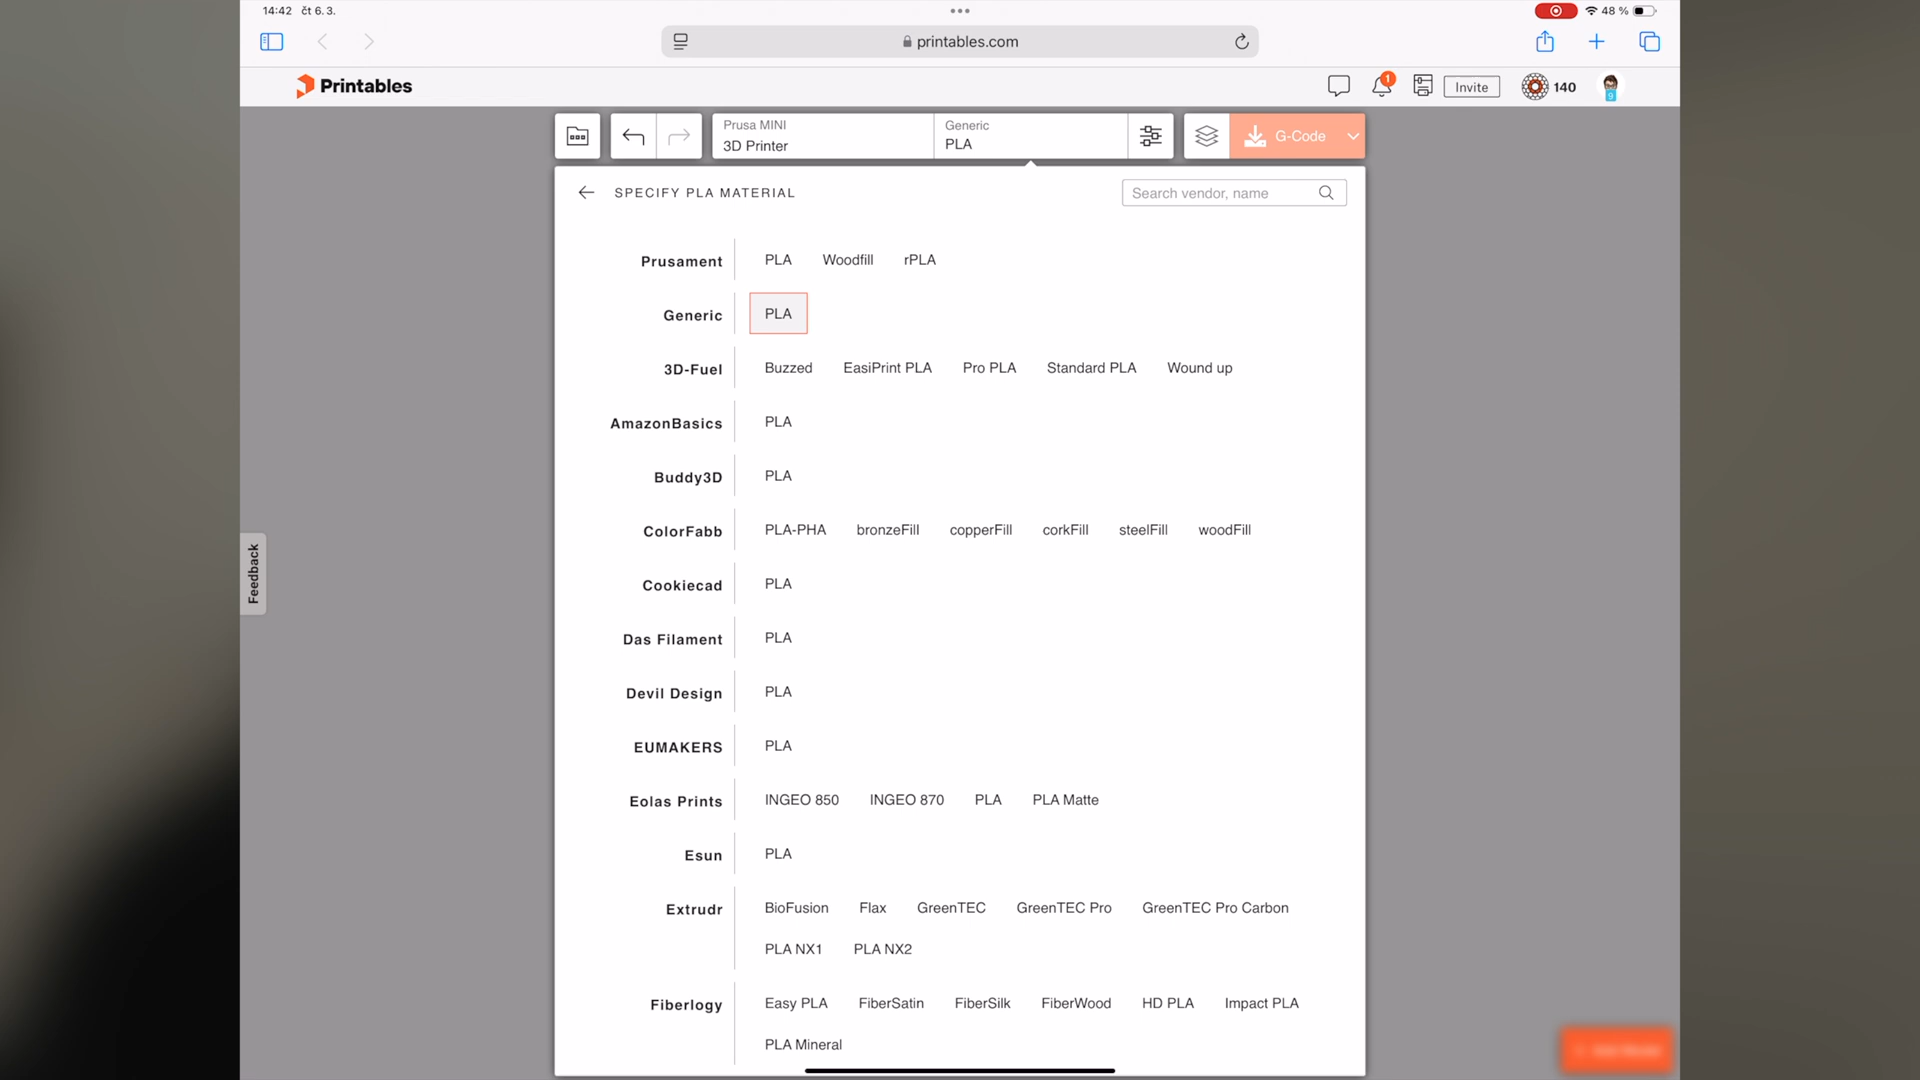 14:42 čt 6. 3.
48 %
printables.com
Printables
1
Invite
140
9
Prusa MINI
3D Printer
Generic
PLA
G-Code
SPECIFY PLA MATERIAL
Search vendor, name
Prusament PLA Woodfill rPLA
Generic PLA
3D-Fuel Buzzed EasiPrint PLA Pro PLA Standard PLA Wound up
AmazonBasics PLA
Buddy3D PLA
ColorFabb PLA-PHA bronzeFill copperFill corkFill steelFill woodFill
Feedback
Cookiecad PLA
Das Filament PLA
Devil Design PLA
EUMAKERS PLA
Eolas Prints INGEO 850 INGEO 870 PLA PLA Matte
Esun PLA
Extrudr BioFusion Flax GreenTEC GreenTEC Pro GreenTEC Pro Carbon
PLA NX1 PLA NX2
Fiberlogy Easy PLA FiberSatin FiberSilk FiberWood HD PLA Impact PLA
PLA Mineral